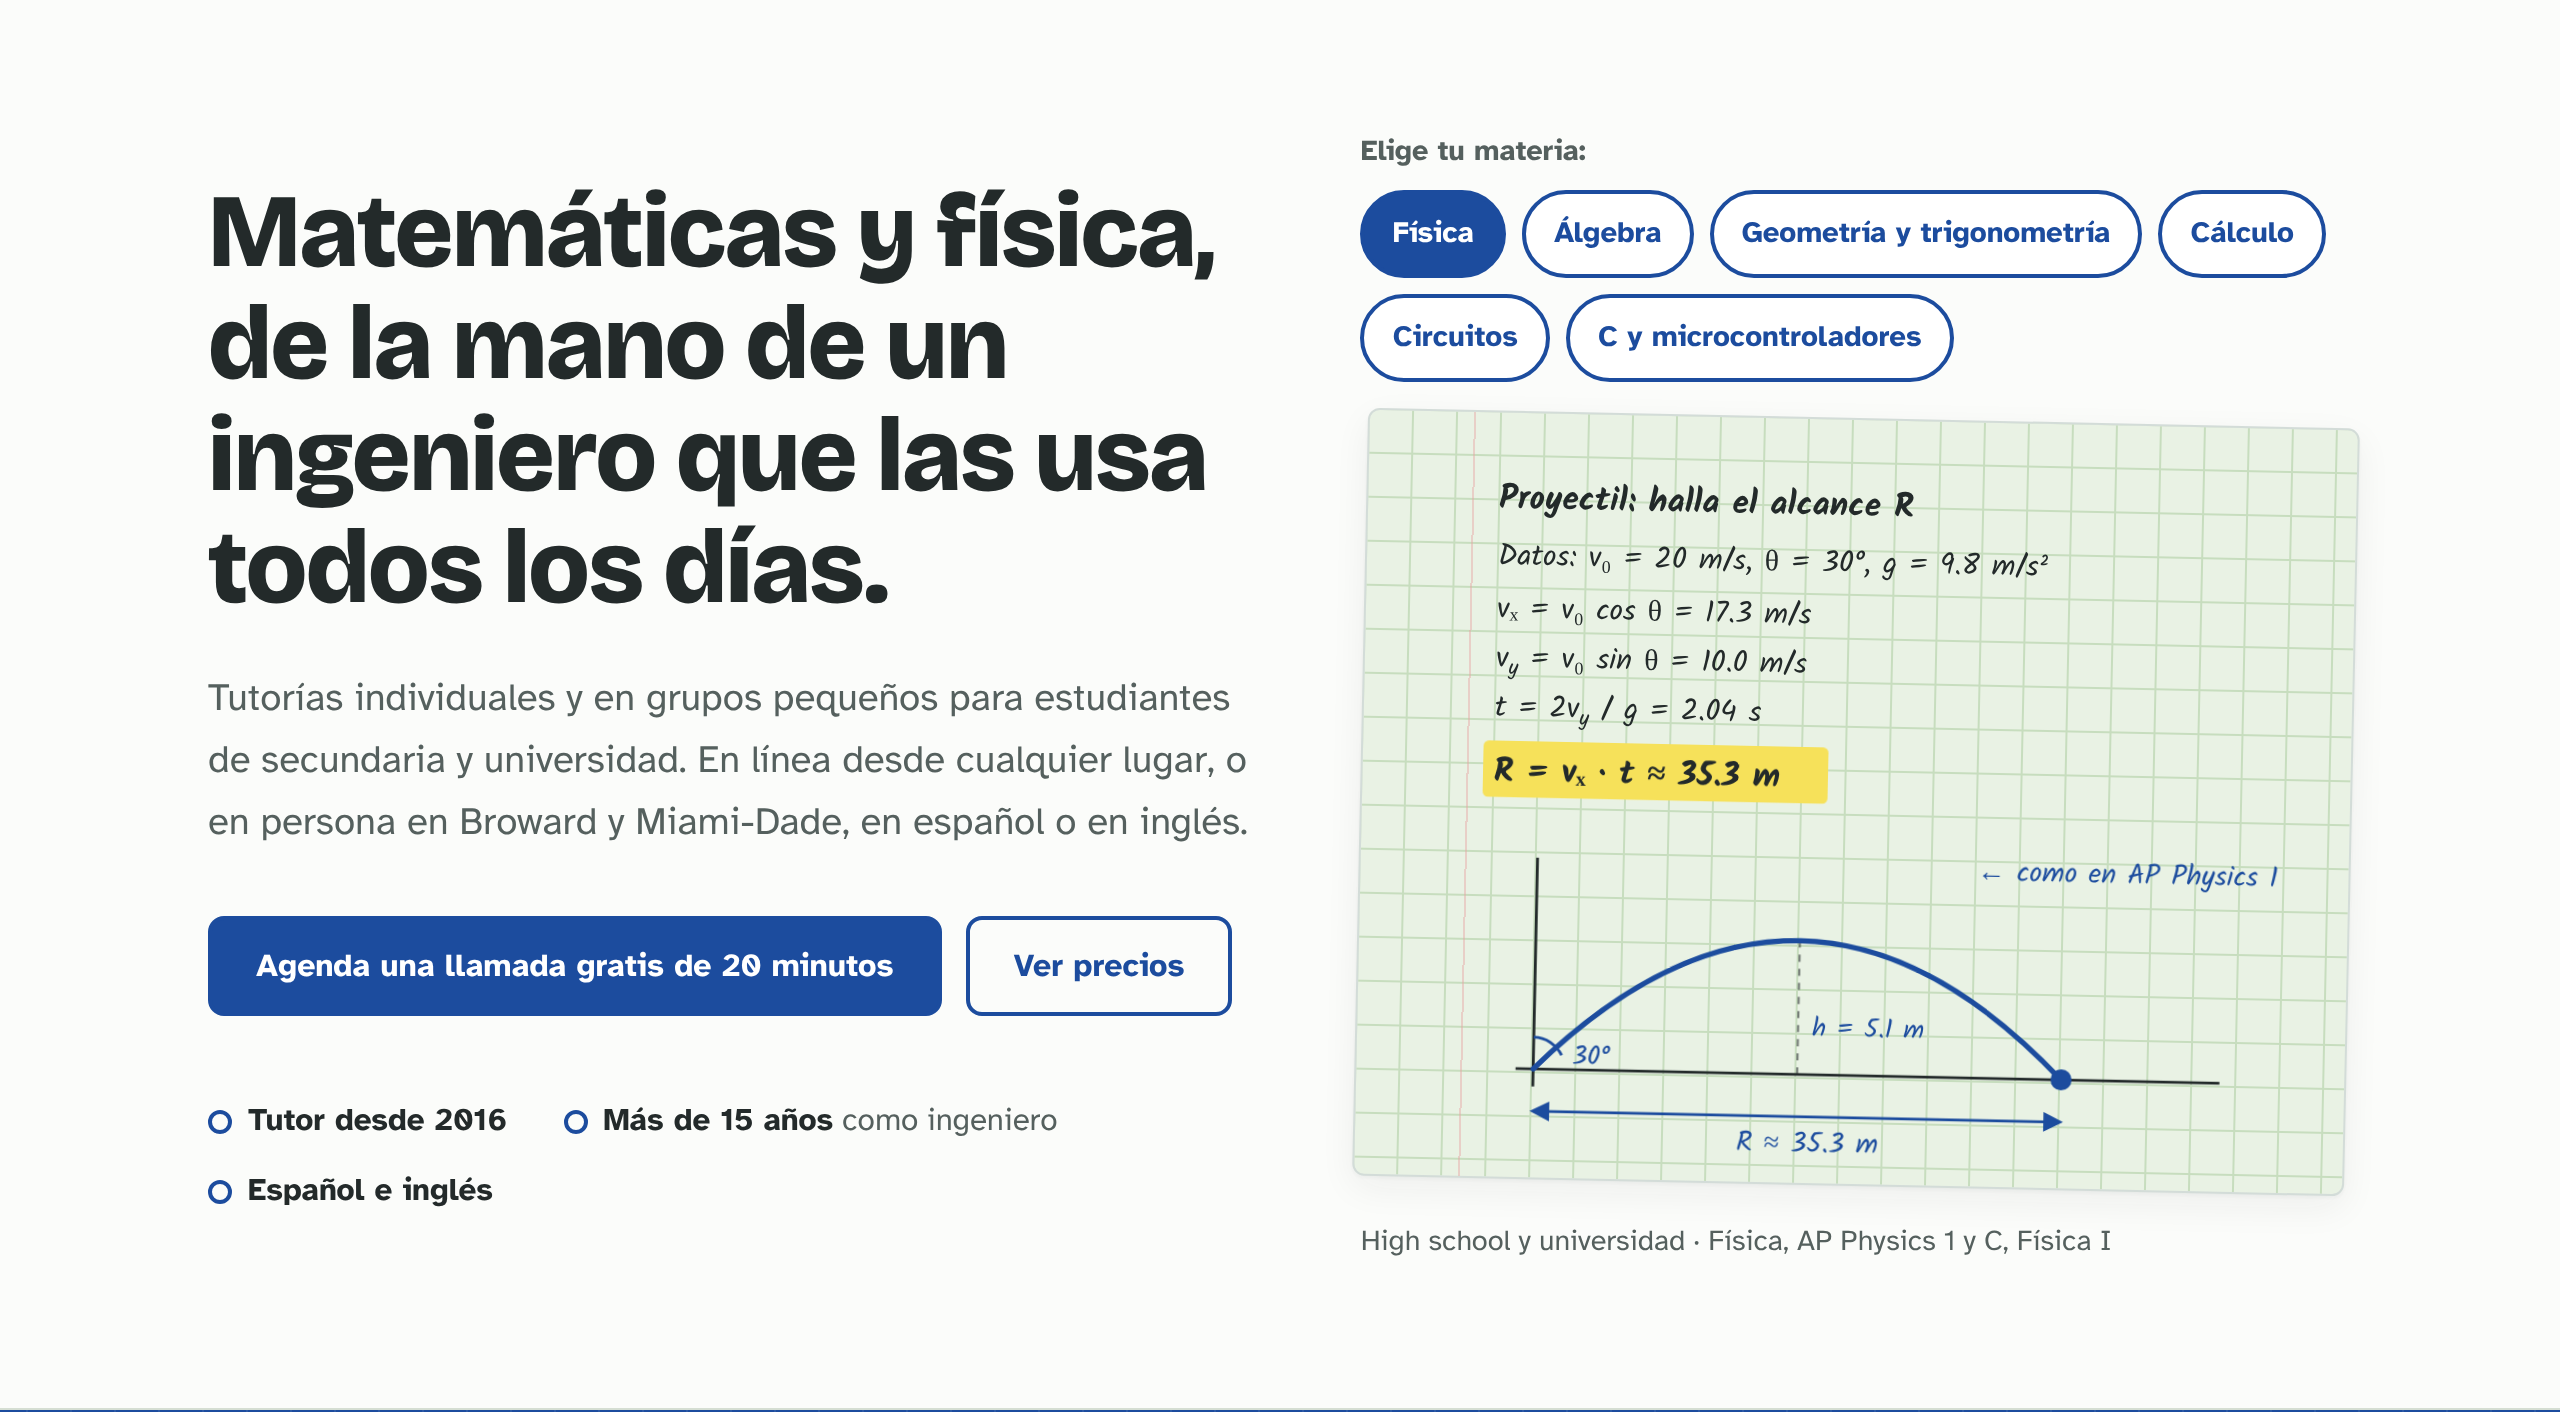 Matemáticas y física,
de la mano de un
ingeniero que las usa
todos los días.
Tutorías individuales y en grupos pequeños para estudiantes
de secundaria y universidad. En línea desde cualquier lugar, o
en persona en Broward y Miami-Dade, en español o en inglés.
Agenda una llamada gratis de 20 minutos
Ver precios
Tutor desde 2016
Más de 15 años como ingeniero
Español e inglés
Elige tu materia:
Física
Álgebra
Geometría y trigonometría
Cálculo
Circuitos
C y microcontroladores
Proyectil: halla el alcance R
Datos: v₀ = 20 m/s, θ = 30°, g = 9.8 m/s²
vₓ = v₀ cos θ = 17.3 m/s
v_y = v₀ sin θ = 10.0 m/s
t = 2v_y / g = 2.04 s
R = vₓ · t ≈ 35.3 m
← como en AP Physics 1
h = 5.1 m
30°
R ≈ 35.3 m
High school y universidad · Física, AP Physics 1 y C, Física I